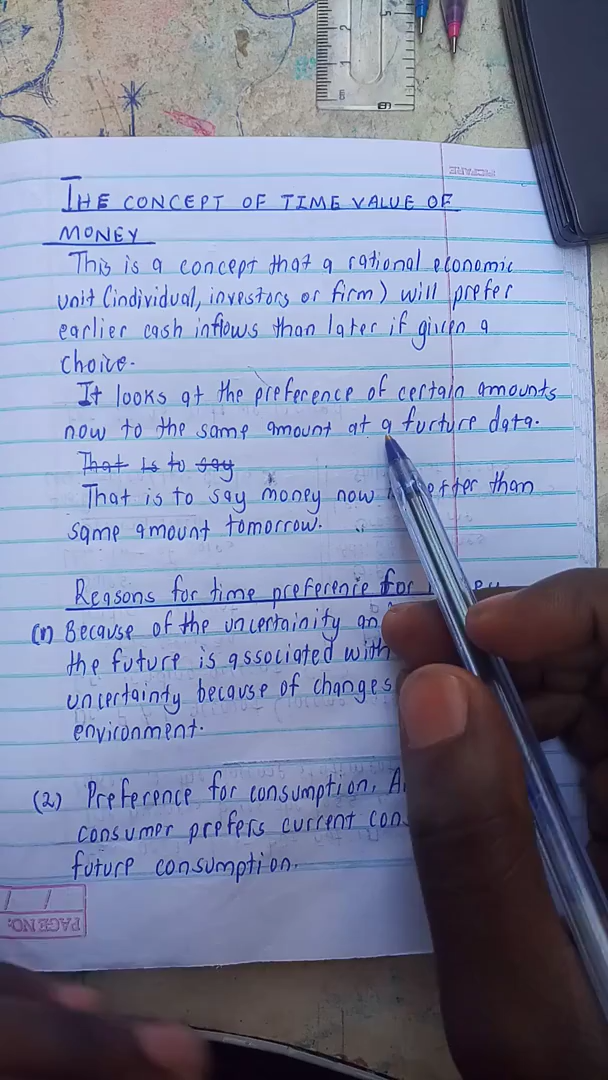 THE CONCEPT OF TIME VALUE OF
MONEY
This is a concept that a rational economic
unit (individual, investors or firm) will prefer
earlier cash inflows than later if given a
choice.
It looks at the preference of certain amounts
now to the same amount at a furture data.
That is to say
That is to say money now better than
same amount tomorrow.
Reasons for time preference for
(1) Because of the uncertainity
the future is associated with
uncertainty because of changes
environment.
(2) Preference for consumption.
consumer prefers current
future consumption.
PAGE NO: